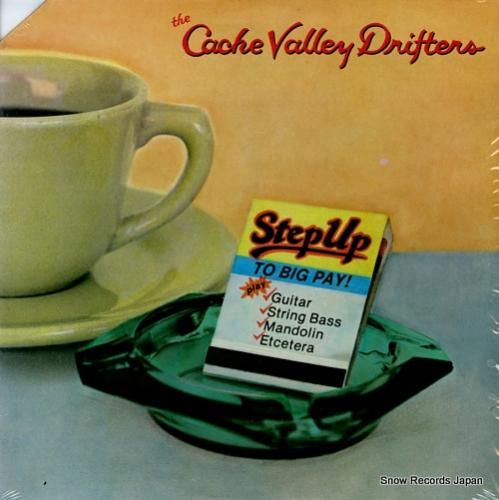 the
Cache Valley Drifters
Step Up
TO BIG PAY!
play
Guitar
String Bass
Mandolin
Etcetera
Snow Records Japan